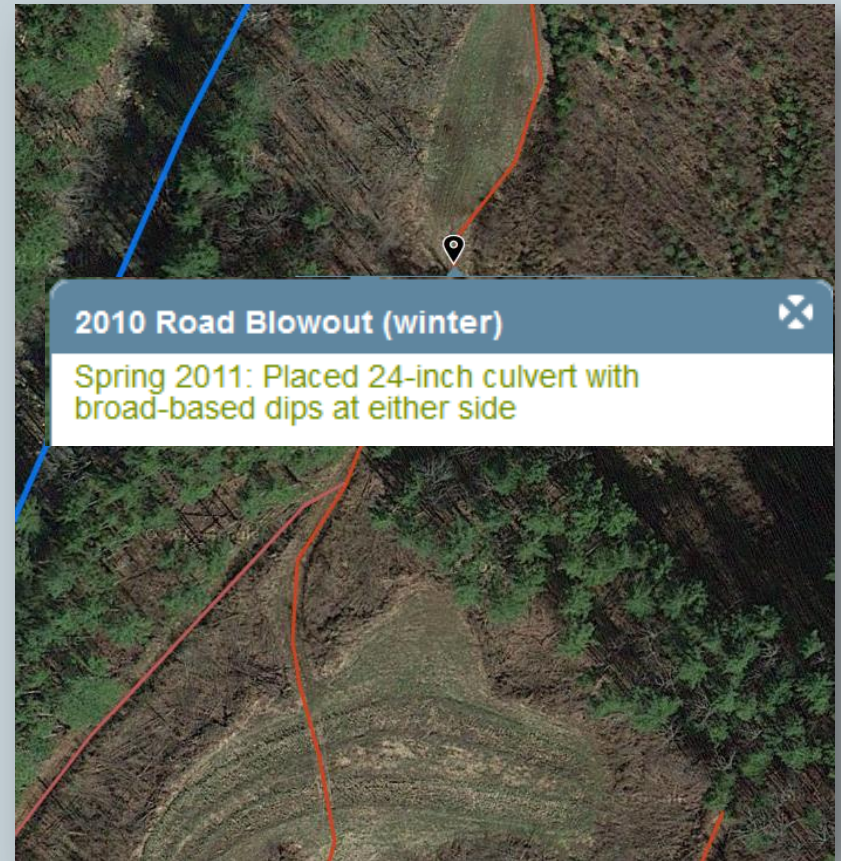 2010 Road Blowout (winter)
Spring 2011: Placed 24-inch culvert with
broad-based dips at either side